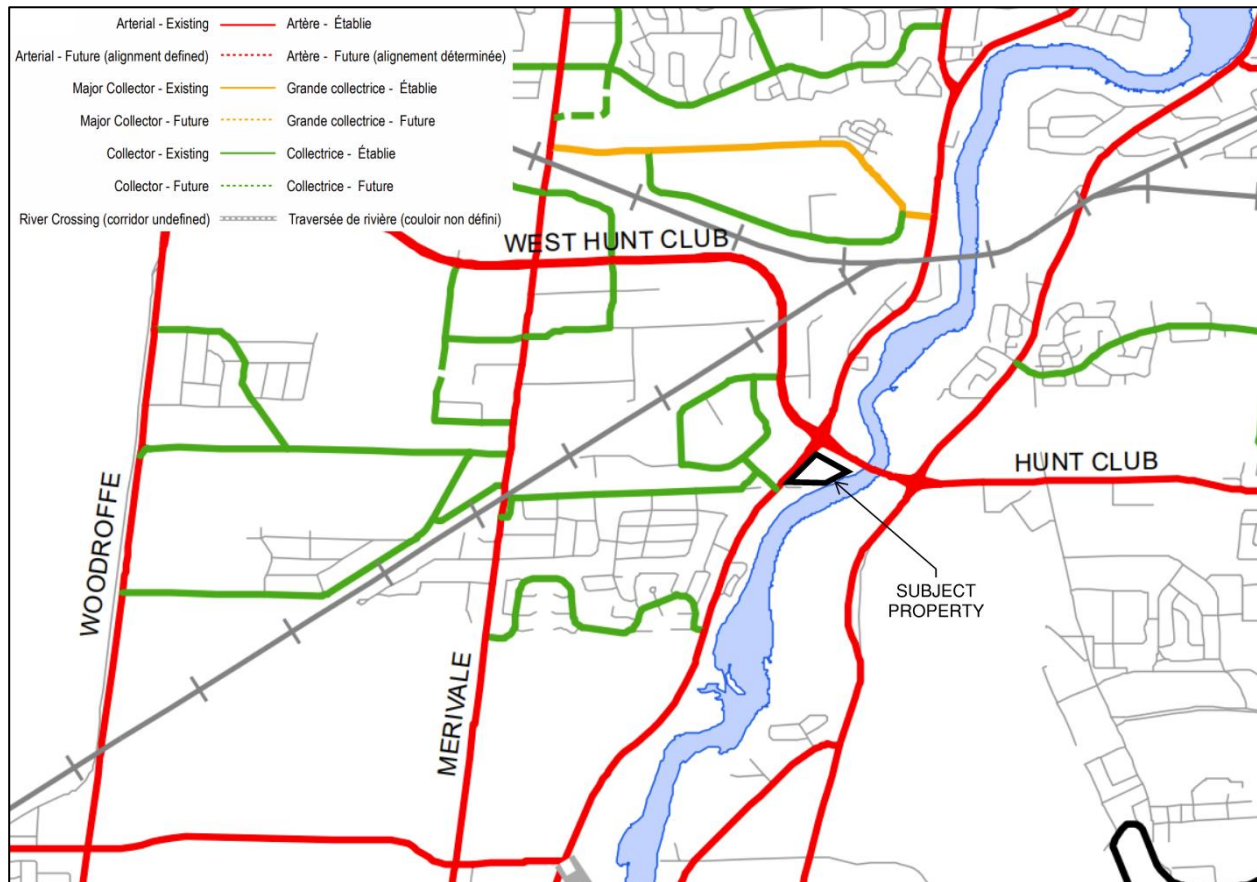 Arterial - Existing Artère - Établie
Arterial - Future (alignment defined) Artère - Future (alignement déterminée)
Major Collector - Existing Grande collectrice - Établie
Major Collector - Future Grande collectrice - Future
Collector - Existing Collectrice - Établie
Collector - Future Collectrice - Future
River Crossing (corridor undefined) Traversée de rivière (couloir non défini)
WEST HUNT CLUB
HUNT CLUB
WOODROFFE
MERIVALE
SUBJECT
PROPERTY